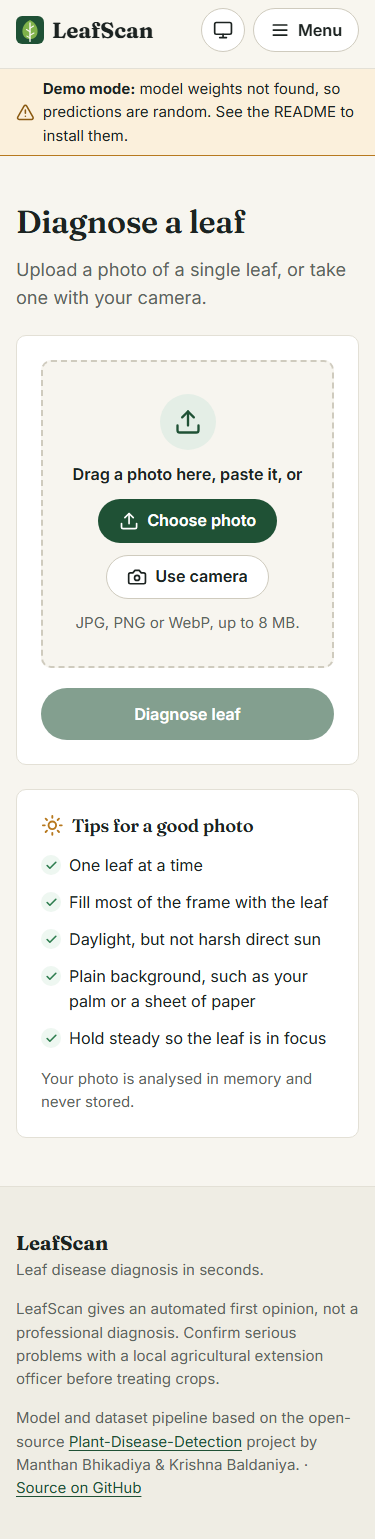 LeafScan
Menu
Demo mode: model weights not found, so
predictions are random. See the README to
install them.
Diagnose a leaf
Upload a photo of a single leaf, or take
one with your camera.
Drag a photo here, paste it, or
Choose photo
Use camera
JPG, PNG or WebP, up to 8 MB.
Diagnose leaf
Tips for a good photo
One leaf at a time
Fill most of the frame with the leaf
Daylight, but not harsh direct sun
Plain background, such as your
palm or a sheet of paper
Hold steady so the leaf is in focus
Your photo is analysed in memory and
never stored.
LeafScan
Leaf disease diagnosis in seconds.
LeafScan gives an automated first opinion, not a
professional diagnosis. Confirm serious
problems with a local agricultural extension
officer before treating crops.
Model and dataset pipeline based on the open-
source Plant-Disease-Detection project by
Manthan Bhikadiya & Krishna Baldaniya. ·
Source on GitHub